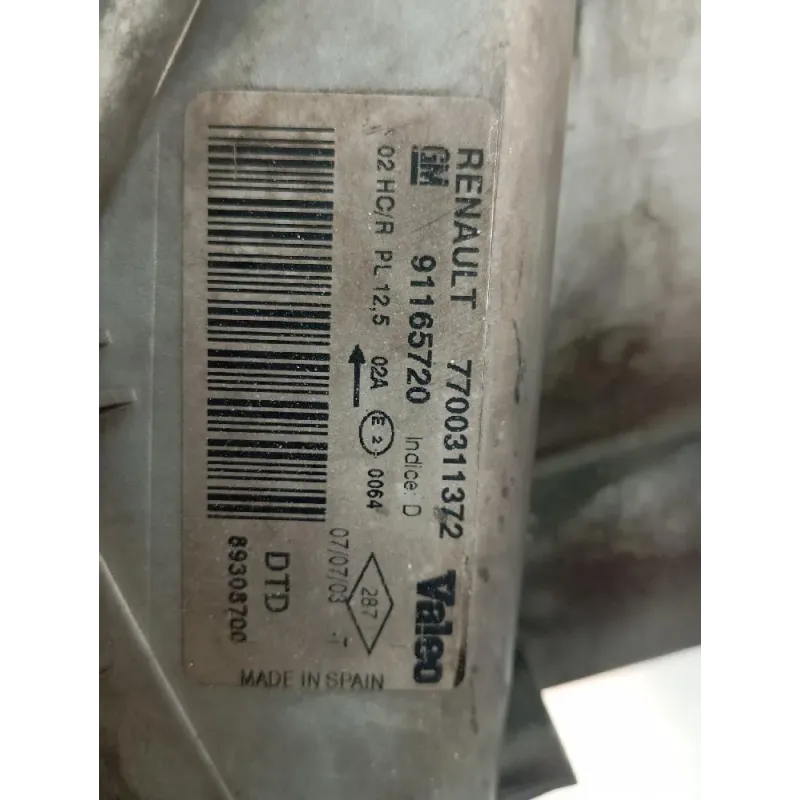 RENAULT 7700311372
GM 91165720 Indice: D
02 HC/R PL 12,5 02A E2 0064
Valeo
287
07/07/03
DTD
89308700
MADE IN SPAIN